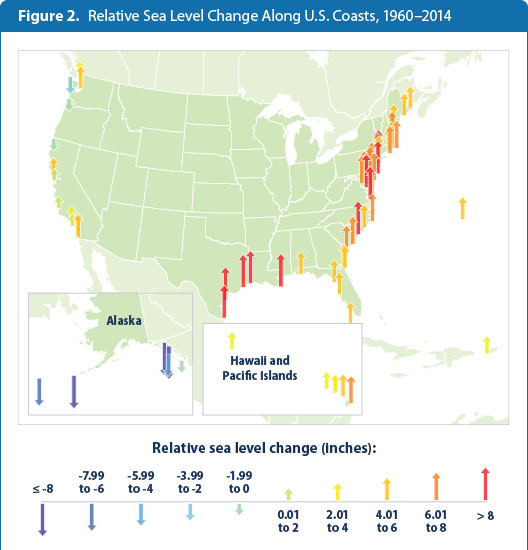 Figure 2. Relative Sea Level Change Along U.S. Coasts, 1960–2014
Alaska
Hawaii and
Pacific Islands
Relative sea level change (inches):
≤ -8
-7.99
to -6
-5.99
to -4
-3.99
to -2
-1.99
to 0
0.01
to 2
2.01
to 4
4.01
to 6
6.01
to 8
> 8